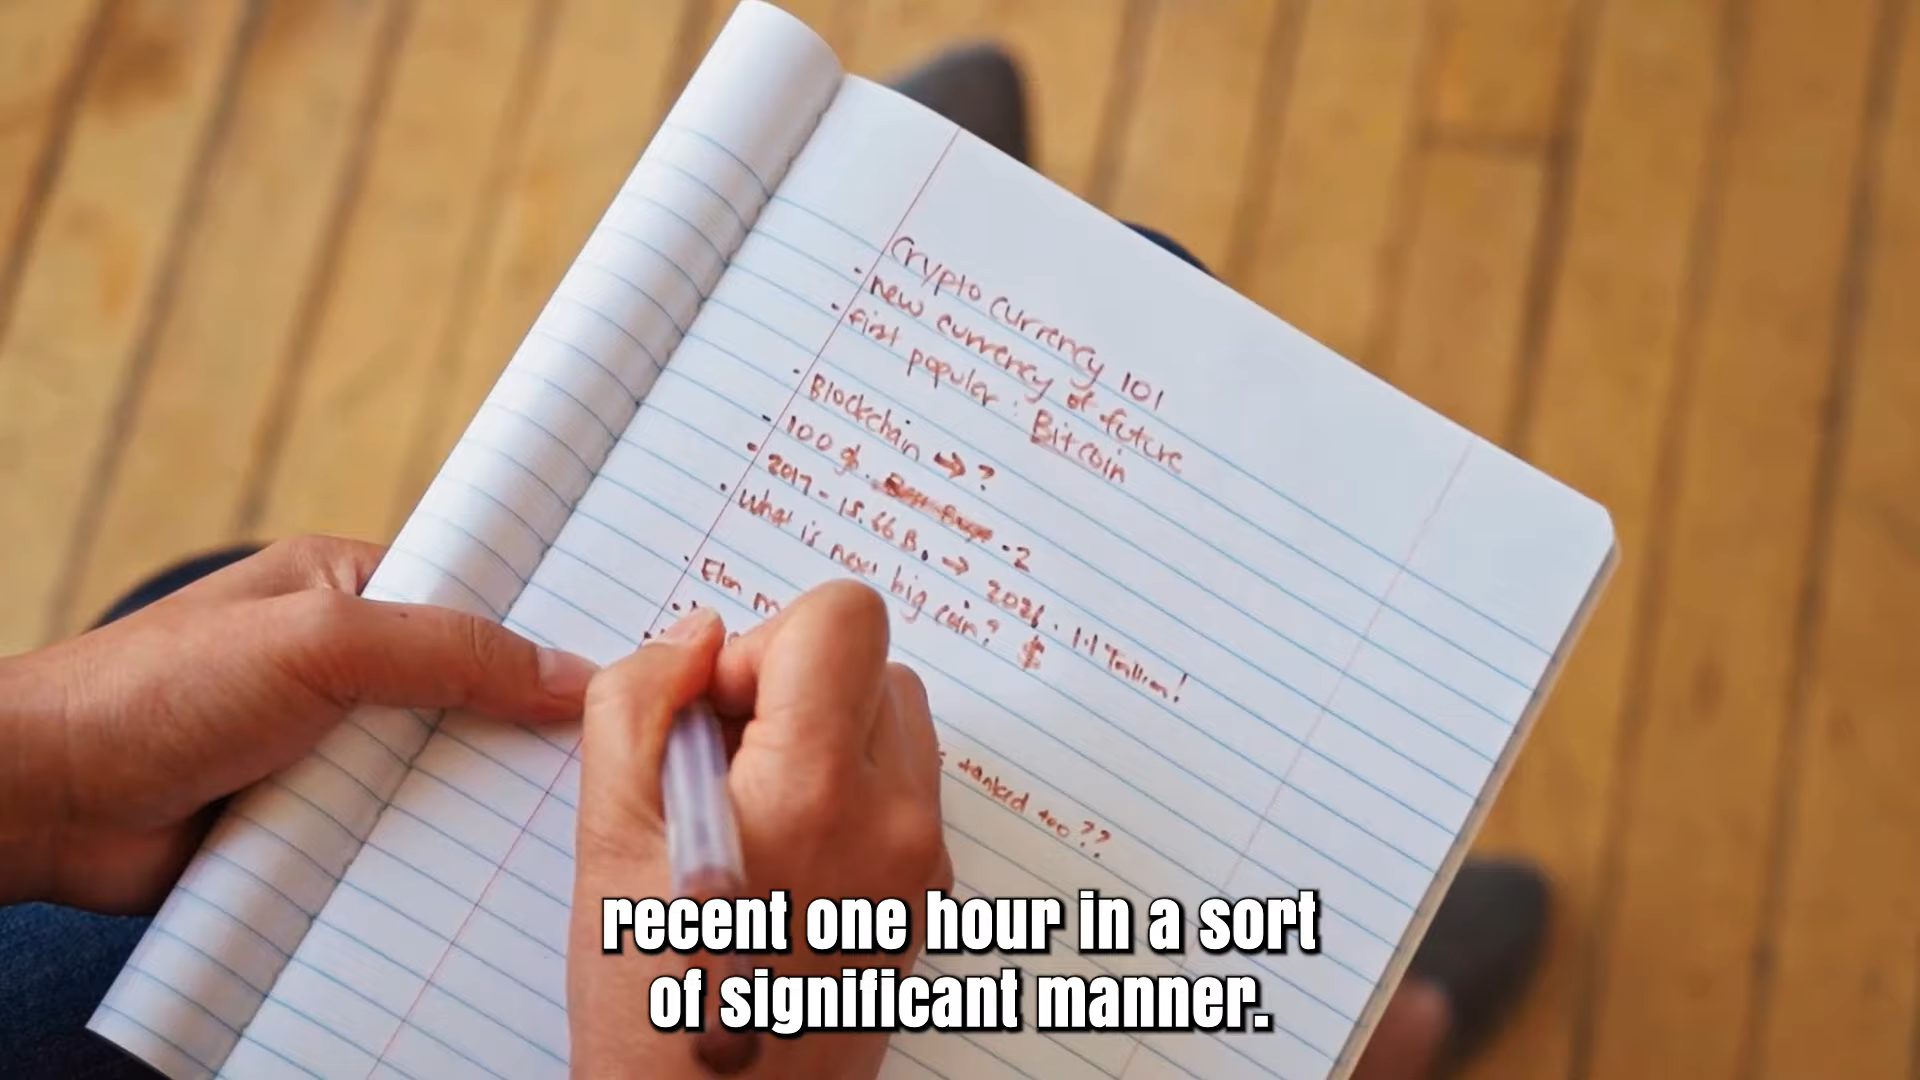 Crypto Currency 101
• new currency of future
• first popular : Bitcoin
• Blockchain → ?
• 100 %. • 2
• 2017 - 15.66 B. → 2021 • 1.1 Trillion!
• What is next big coin? $
• Elon m
tanked too ??
recent one hour in a sort
of significant manner.